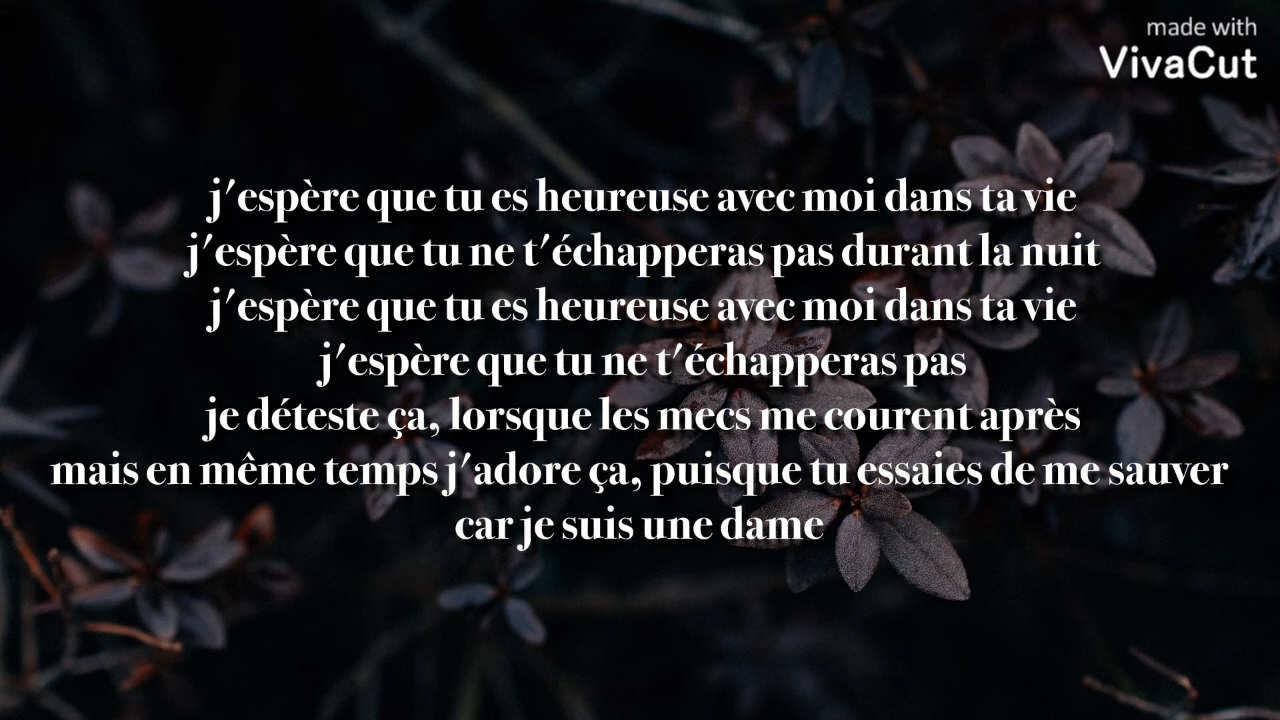 made with
VivaCut
j'espère que tu es heureuse avec moi dans ta vie
j'espère que tu ne t'échapperas pas durant la nuit
j'espère que tu es heureuse avec moi dans ta vie
j'espère que tu ne t'échapperas pas
je déteste ça, lorsque les mecs me courent après
mais en même temps j'adore ça, puisque tu essaies de me sauver
car je suis une dame